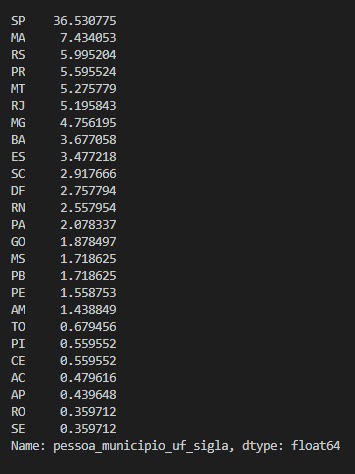 SP 36.530775
MA 7.434053
RS 5.995204
PR 5.595524
MT 5.275779
RJ 5.195843
MG 4.756195
BA 3.677058
ES 3.477218
SC 2.917666
DF 2.757794
RN 2.557954
PA 2.078337
GO 1.878497
MS 1.718625
PB 1.718625
PE 1.558753
AM 1.438849
TO 0.679456
PI 0.559552
CE 0.559552
AC 0.479616
AP 0.439648
RO 0.359712
SE 0.359712
Name: pessoa_municipio_uf_sigla, dtype: float64